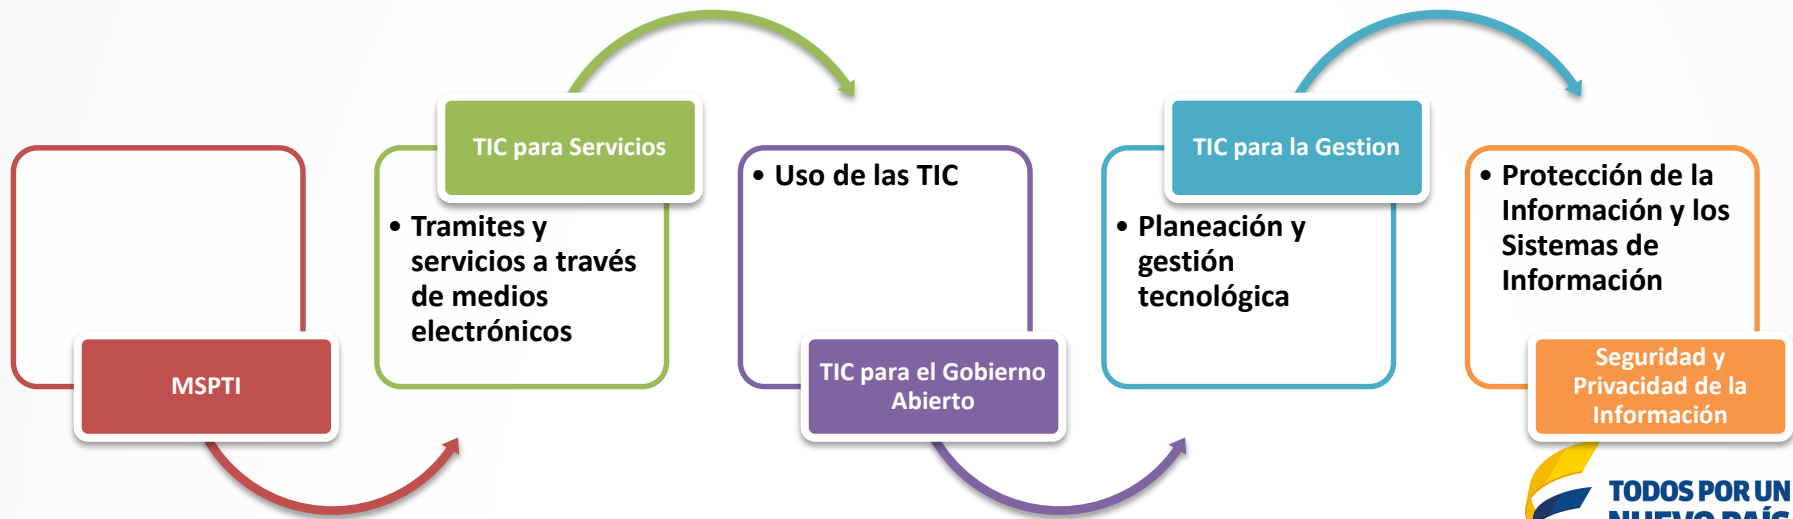 MSPTI
TIC para Servicios
• Tramites y
servicios a través
de medios
electrónicos
• Uso de las TIC
TIC para el Gobierno
Abierto
TIC para la Gestion
• Planeación y
gestión
tecnológica
• Protección de la
Información y los
Sistemas de
Información
Seguridad y
Privacidad de la
Información
TODOS POR UN
NUEVO PAÍS